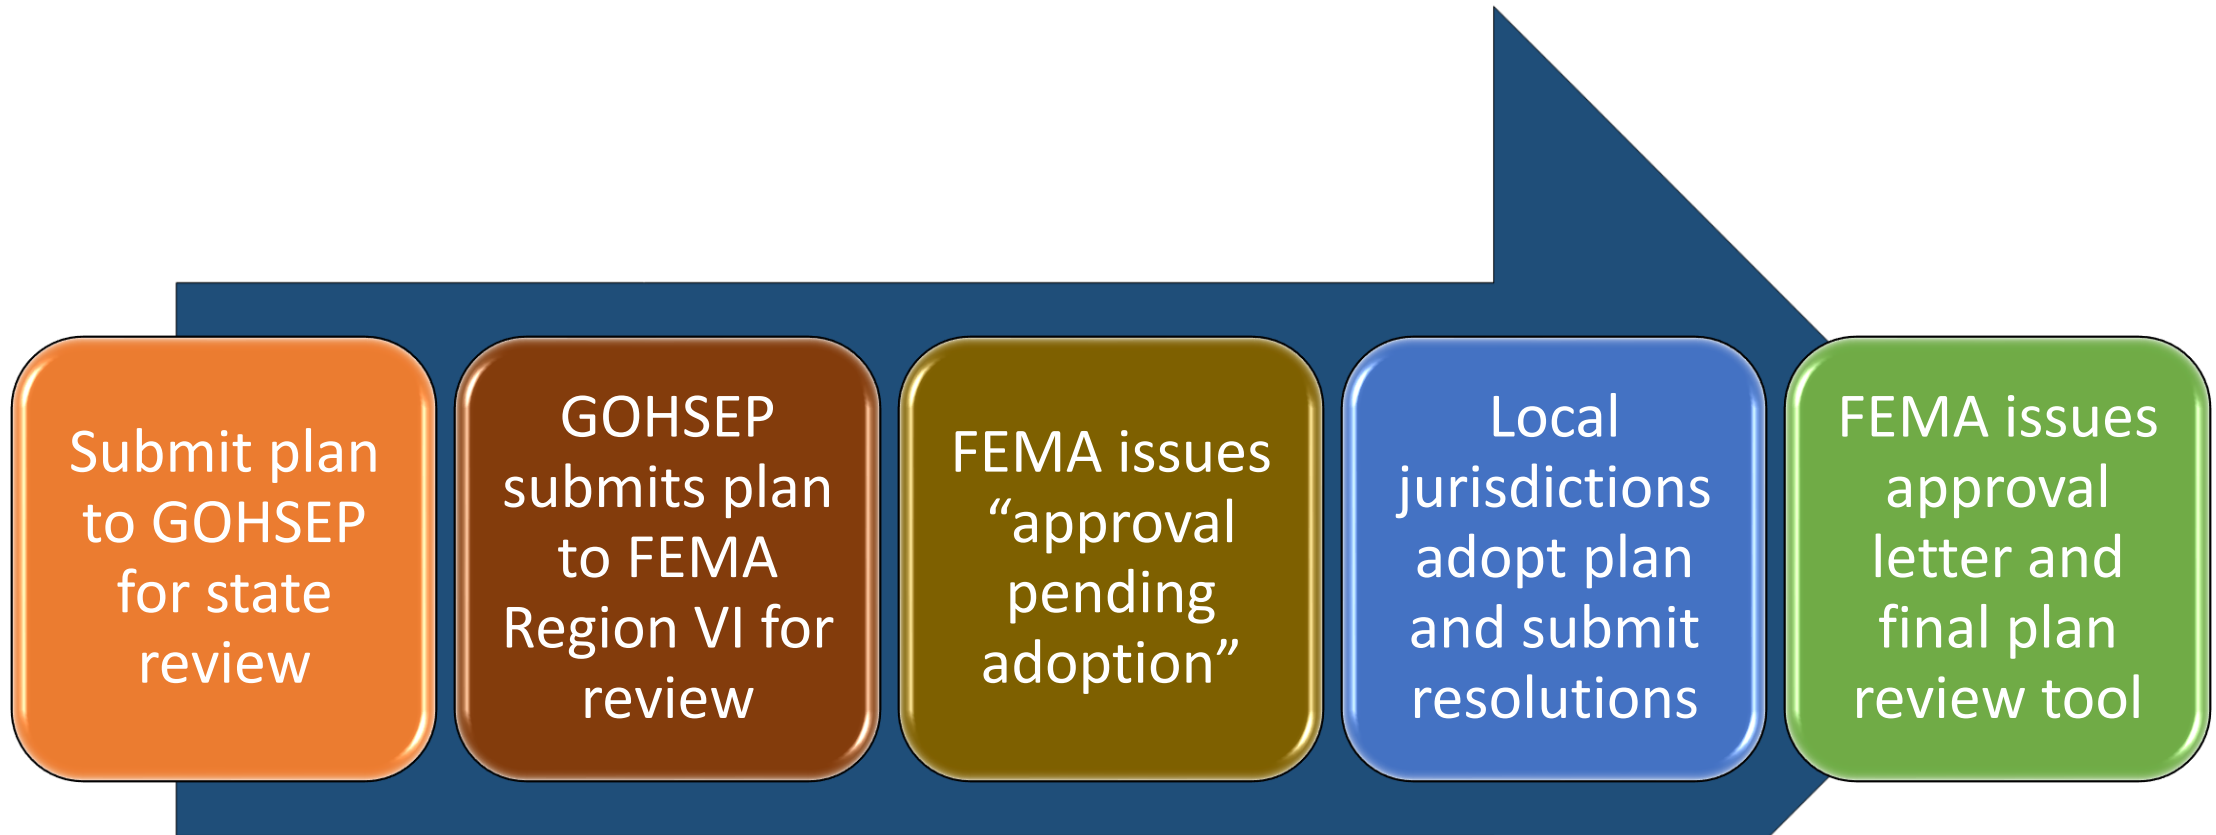 Submit plan
to GOHSEP
for state
review
GOHSEP
submits plan
to FEMA
Region VI for
review
FEMA issues
“approval
pending
adoption”
Local
jurisdictions
adopt plan
and submit
resolutions
FEMA issues
approval
letter and
final plan
review tool